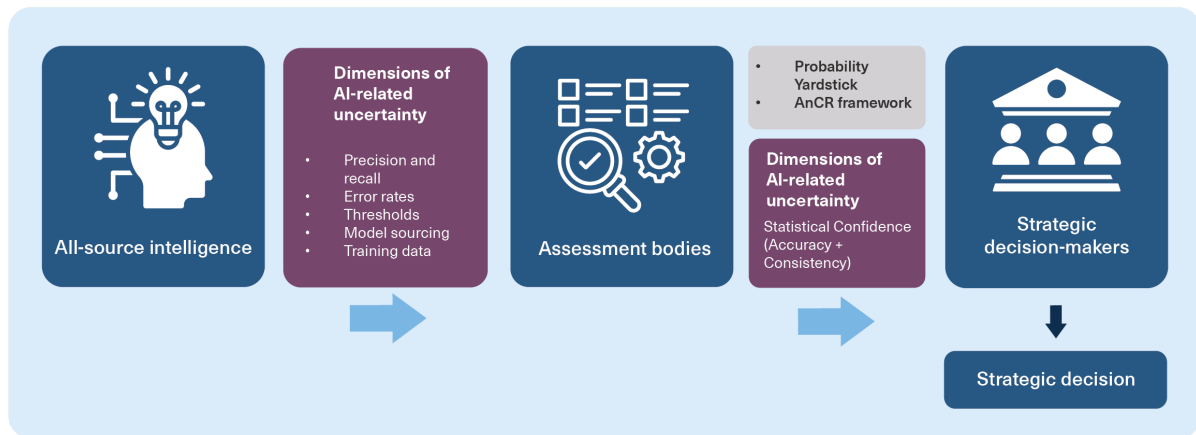 All-source intelligence
Dimensions of
AI-related
uncertainty
• Precision and
recall
• Error rates
• Thresholds
• Model sourcing
• Training data
Assessment bodies
• Probability
Yardstick
• AnCR framework
Dimensions of
AI-related
uncertainty
Statistical Confidence
(Accuracy +
Consistency)
Strategic
decision-makers
Strategic decision